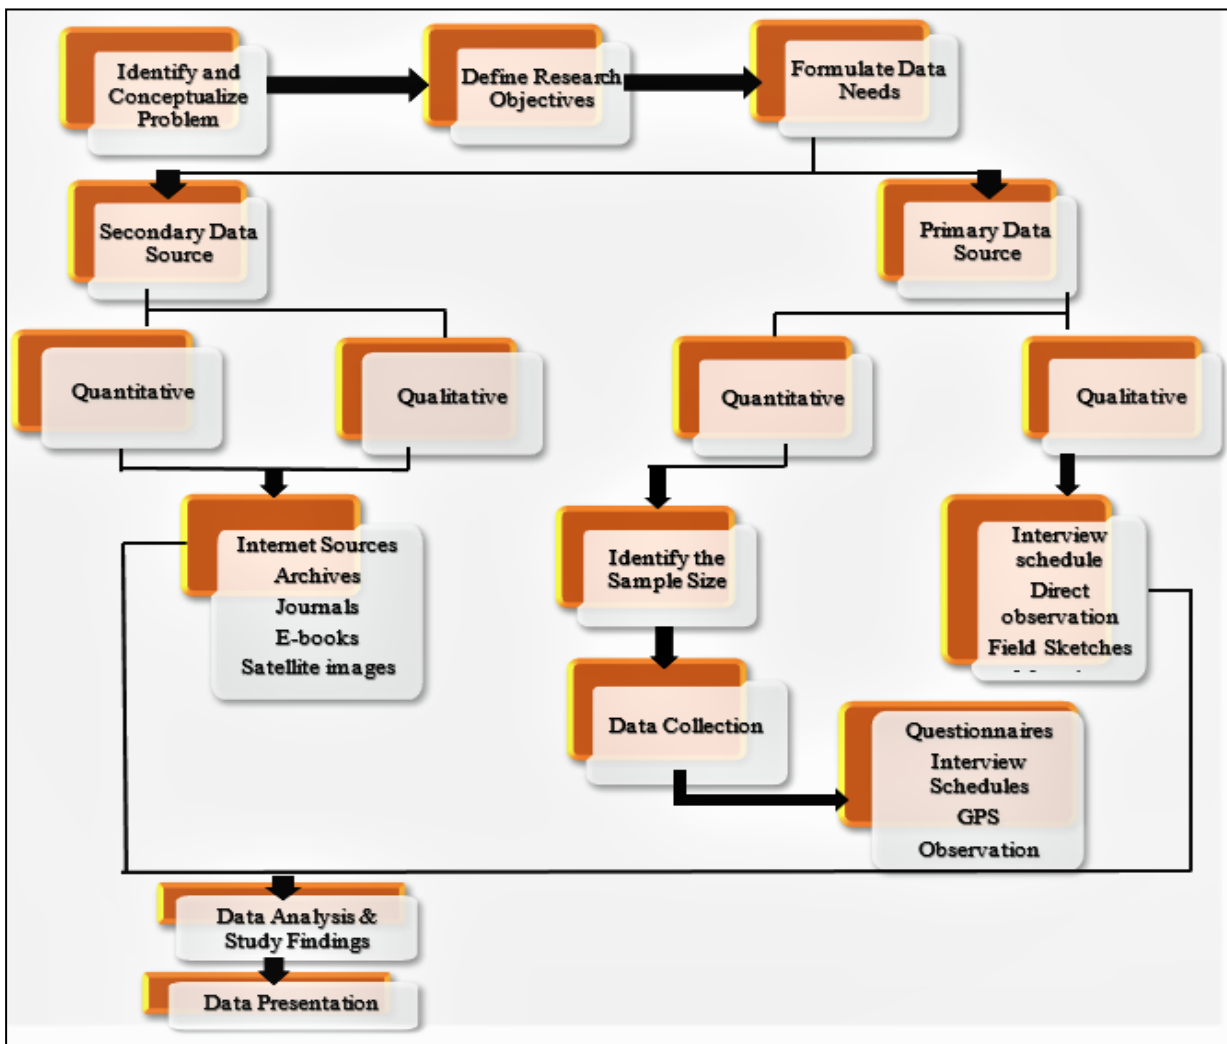 Identify and
Conceptualize
Problem
Define Research
Objectives
Formulate Data
Needs
Secondary Data
Source
Primary Data
Source
Quantitative
Qualitative
Quantitative
Qualitative
Internet Sources
Archives
Journals
E-books
Satellite images
Identify the
Sample Size
Interview
schedule
Direct
observation
Field Sketches
Data Collection
Questionnaires
Interview
Schedules
GPS
Observation
Data Analysis &
Study Findings
Data Presentation